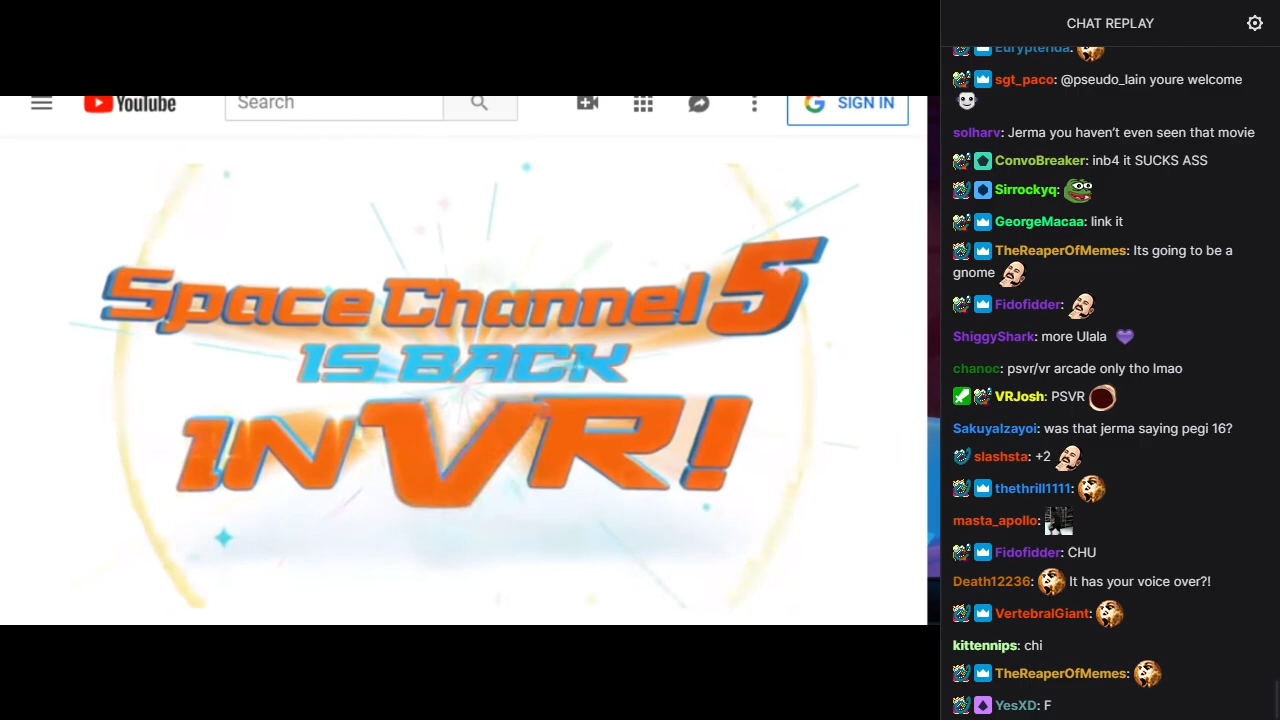 YouTube
Search
SIGN IN
Space Channel 5
IS BACK
IN VR!
CHAT REPLAY
Eurypterida:
sgt_paco: @pseudo_lain youre welcome
solharv: Jerma you haven't even seen that movie
ConvoBreaker: inb4 it SUCKS ASS
Sirrockyq:
GeorgeMacaa: link it
TheReaperOfMemes: Its going to be a
gnome
Fidofidder:
ShiggyShark: more Ulala
chanoc: psvr/vr arcade only tho lmao
VRJosh: PSVR
SakuyaIzayoi: was that jerma saying pegi 16?
slashsta: +2
thethrill1111:
masta_apollo:
Fidofidder: CHU
Death12236: It has your voice over?!
VertebralGiant:
kittennips: chi
TheReaperOfMemes:
YesXD: F